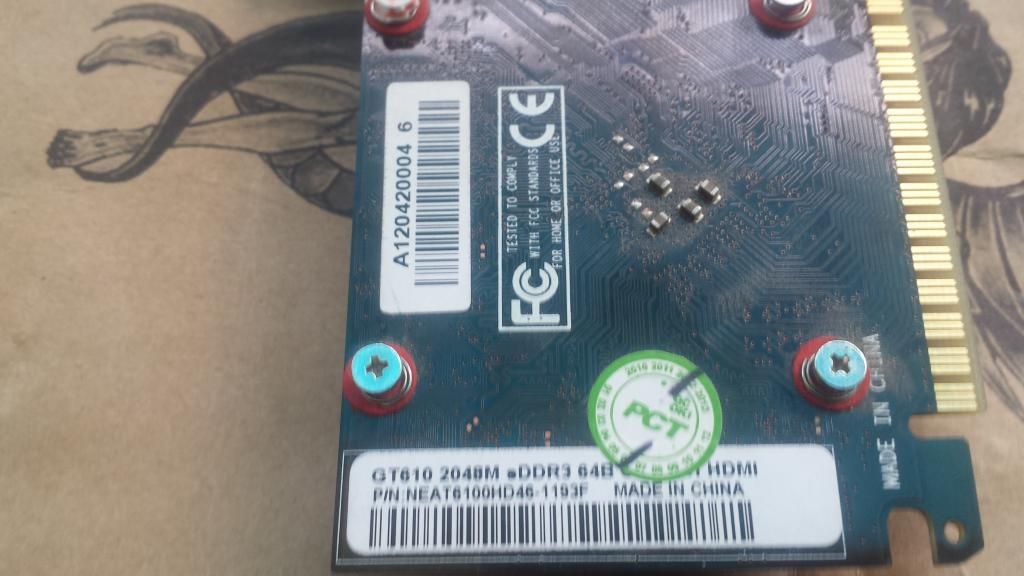 A120420004 6
FC
TESTED TO COMPLY
WITH FCC STANDARDS
FOR HOME OR OFFICE USE
CE
PCT
MADE IN CHINA
GT610 2048M sDDR3 64B HDMI
P/N:NEAT6100HD46-1193F MADE IN CHINA